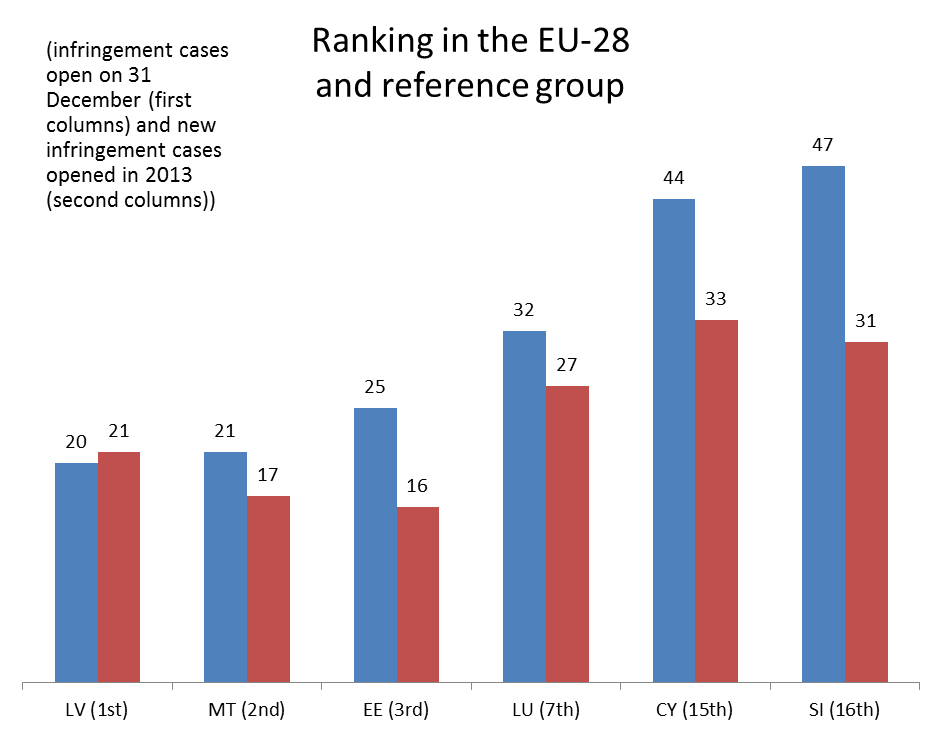 Ranking in the EU-28
and reference group
(infringement cases
open on 31
December (first
columns) and new
infringement cases
opened in 2013
(second columns))
20
21
21
17
25
16
32
27
44
33
47
31
LV (1st)
MT (2nd)
EE (3rd)
LU (7th)
CY (15th)
SI (16th)